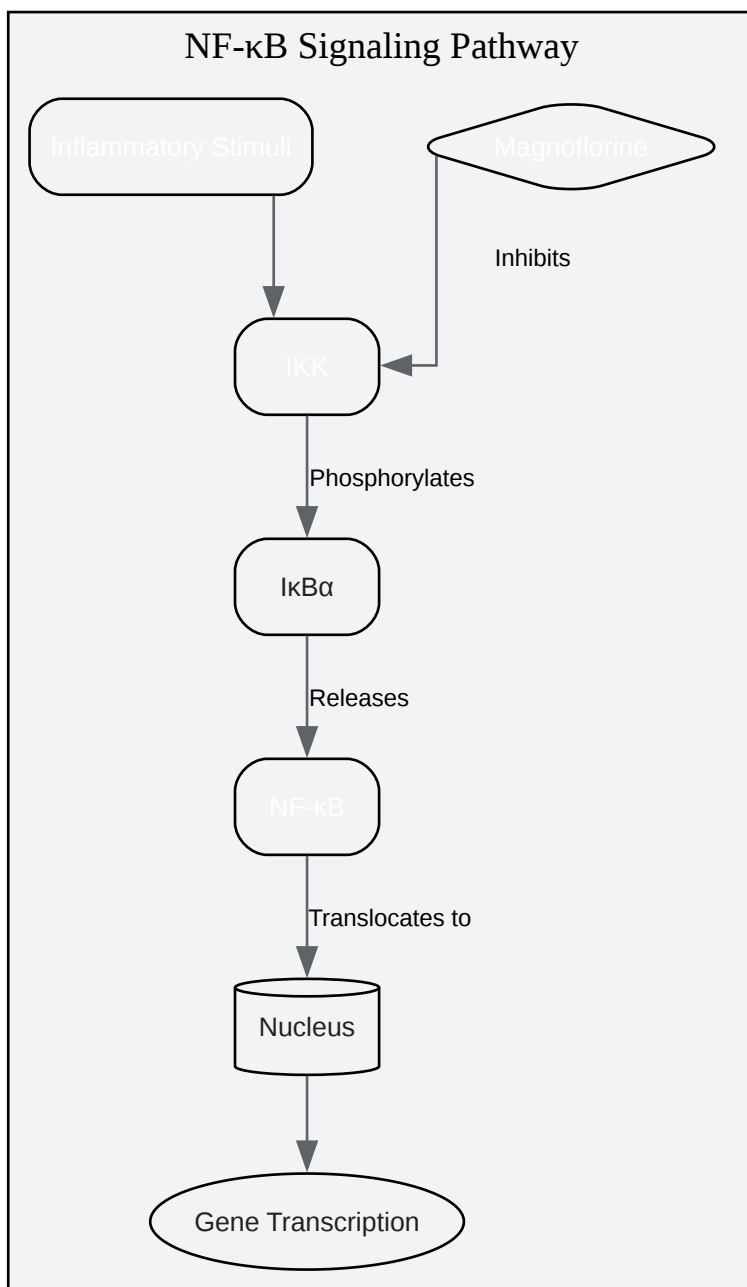 NF-κB Signaling Pathway
Inflammatory Stimuli
Magnoflorine
Inhibits
IKK
Phosphorylates
IκBα
Releases
NF-κB
Translocates to
Nucleus
Gene Transcription